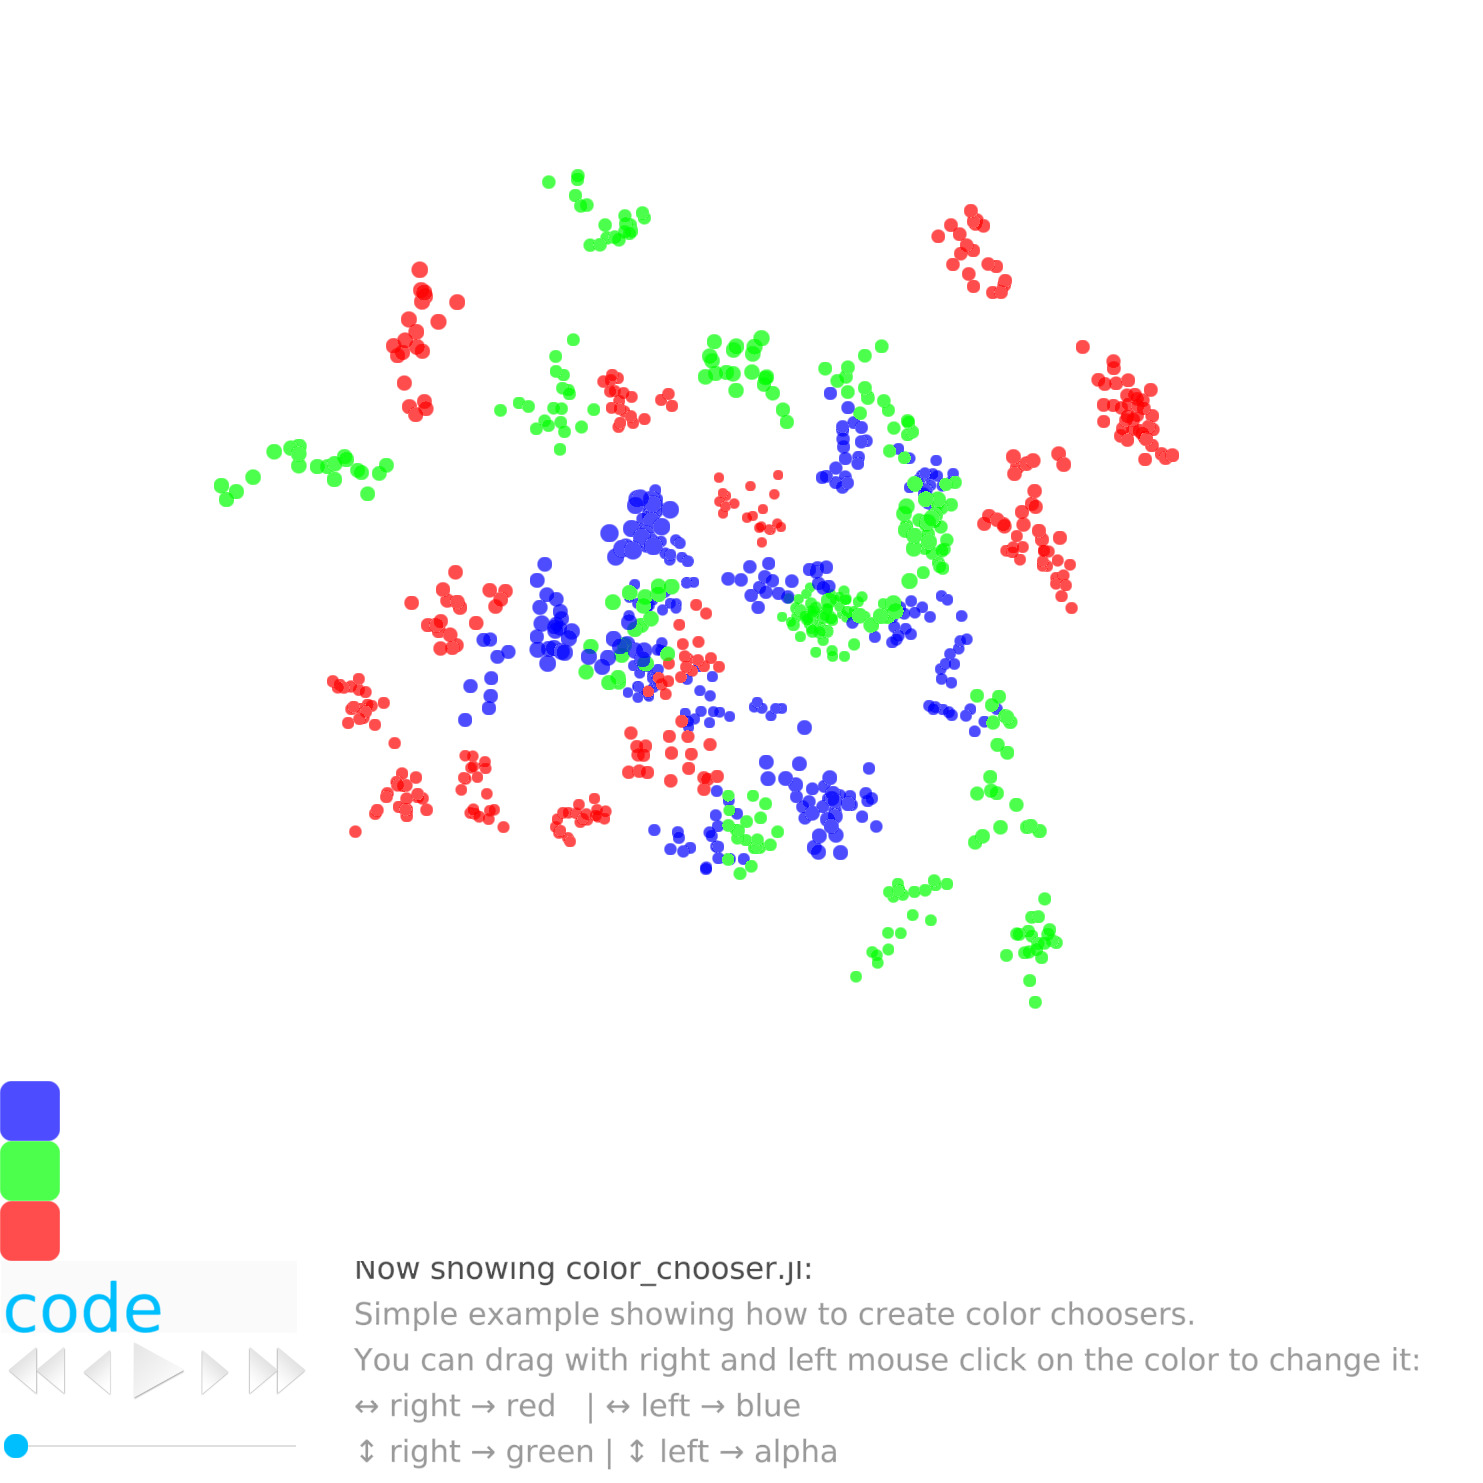 Now showing color_chooser.jl:
code
Simple example showing how to create color choosers.
You can drag with right and left mouse click on the color to change it:
↔ right → red | ↔ left → blue
↕ right → green | ↕ left → alpha